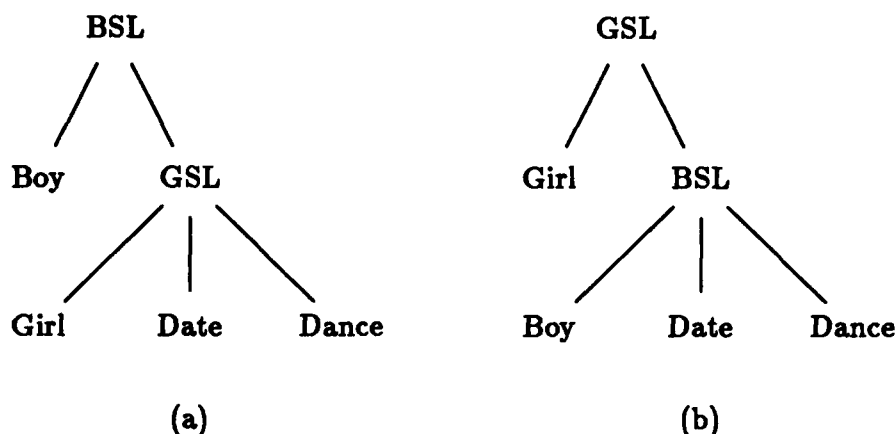 BSL GSL
Boy GSL Girl BSL
Girl Date Dance Boy Date Dance
(a) (b)